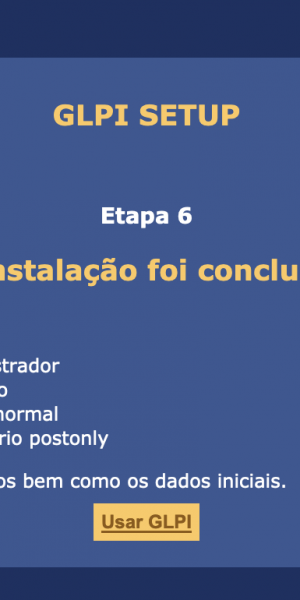 GLPI SETUP
Etapa 6
nstalação foi conclu
strador
o
normal
rio postonly
os bem como os dados iniciais.
Usar GLPI